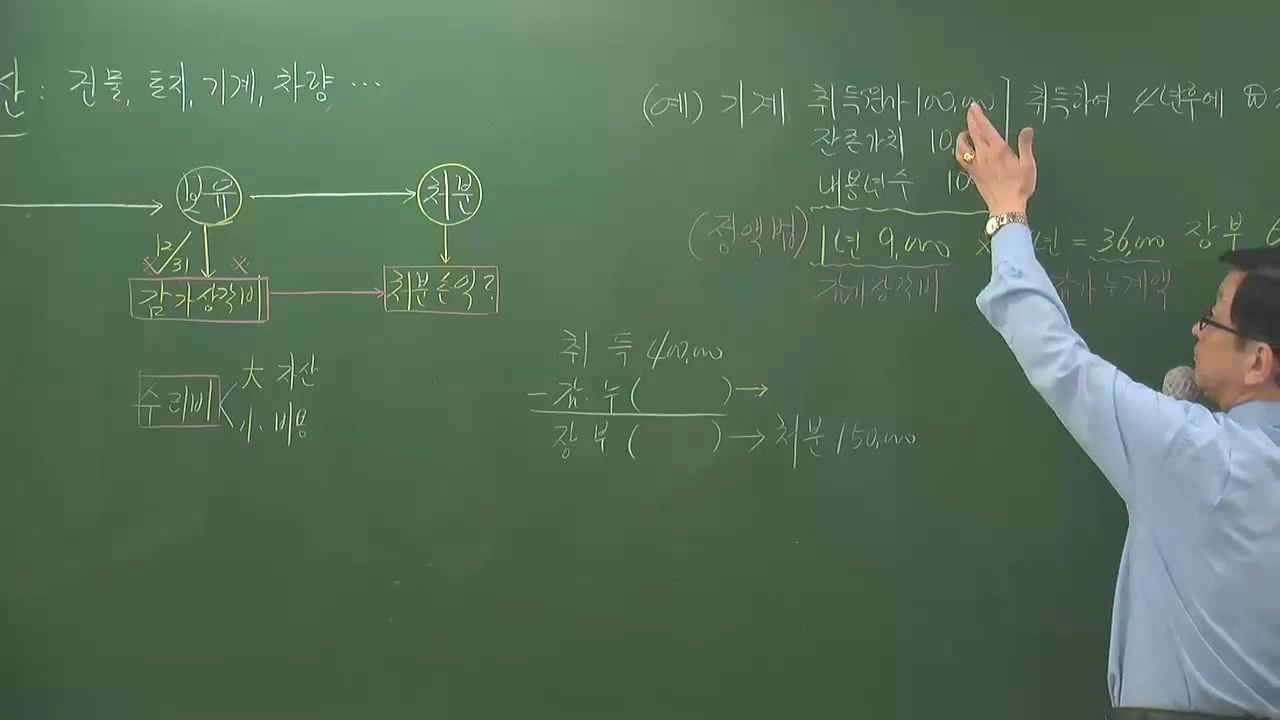 산 : 건물, 토지, 기계, 차량 …
보유 → 처분
12/31
× ×
감가상각비 → 처분손익?
수리비 < 大 자산
小. 비용
(예) 기계 취득원가 100,000 취득하여 4년후에
잔존가치 10,
내용년수 10
(정액법) 1년 9,000 × 년 = 36,000 장부 6
감가상각비 감가누계액
취득 400,000
- 감.누 ( ) →
장부 ( ) → 처분 150,000